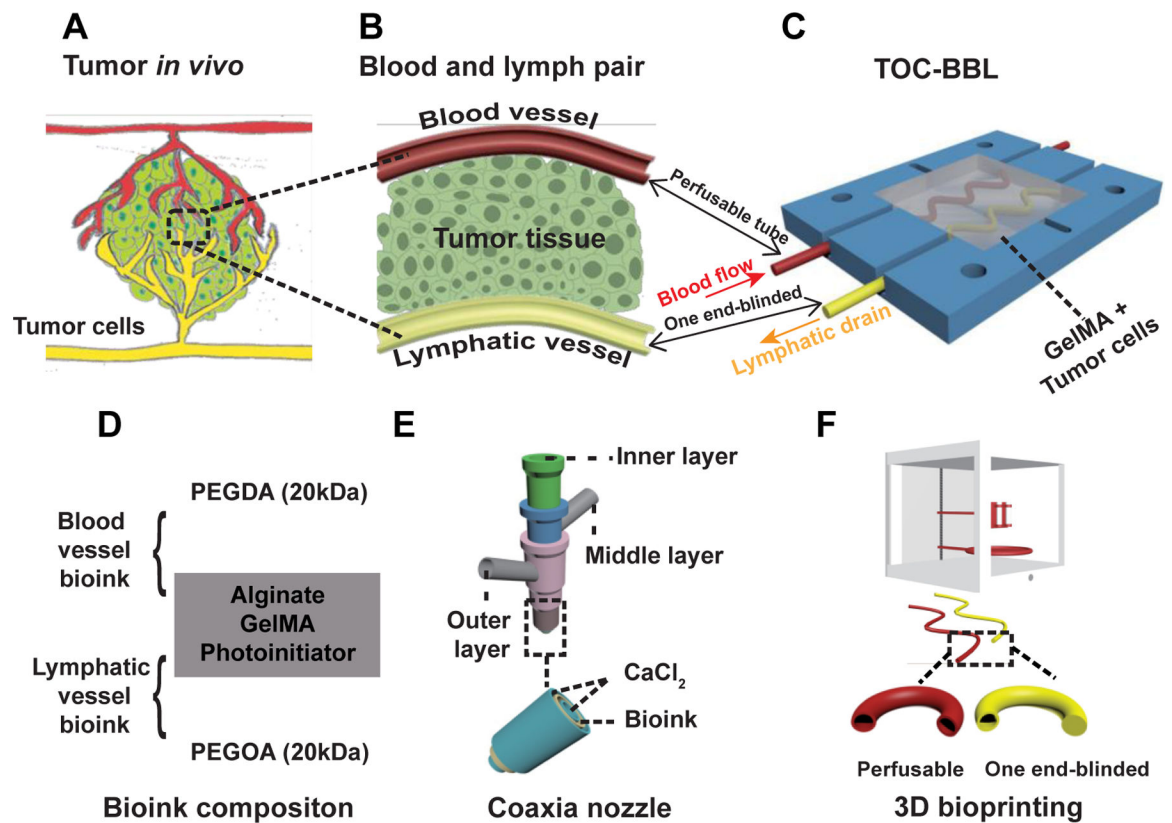 A
Tumor in vivo
Tumor cells
B
Blood and lymph pair
Blood vessel
Tumor tissue
Lymphatic vessel
Perfusable tube
Blood flow
One end-blinded
Lymphatic drain
C
TOC-BBL
GelMA +
Tumor cells
D
PEGDA (20kDa)
Blood
vessel
bioink
Alginate
GelMA
Photoinitiator
Lymphatic
vessel
bioink
PEGOA (20kDa)
Bioink compositon
E
Inner layer
Middle layer
Outer
layer
CaCl₂
Bioink
Coaxia nozzle
F
Perfusable
One end-blinded
3D bioprinting